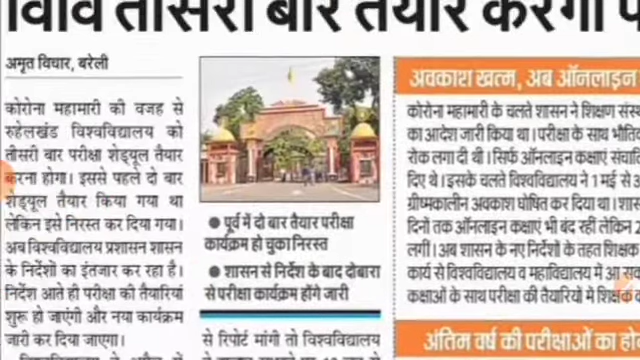 विवि तीसरी बार तैयार करेगा
अमृत विचार, बरेली
कोरोना महामारी की वजह से
रुहेलखंड विश्वविद्यालय को
तीसरी बार परीक्षा शेड्यूल तैयार
करना होगा। इससे पहले दो बार
शेड्यूल तैयार किया गया था
लेकिन इसे निरस्त कर दिया गया।
अब विश्वविद्यालय प्रशासन शासन
के निर्देशों का इंतजार कर रहा है।
निर्देश आते ही परीक्षा की तैयारियां
शुरू हो जाएंगी और नया कार्यक्रम
जारी कर दिया जाएगा।
● पूर्व में दो बार तैयार परीक्षा
कार्यक्रम हो चुका निरस्त
● शासन से निर्देश के बाद दोबारा
से परीक्षा कार्यक्रम होंगे जारी
से रिपोर्ट मांगी तो विश्वविद्यालय
अवकाश खत्म, अब ऑनलाइन
कोरोना महामारी के चलते शासन ने शिक्षण
का आदेश जारी किया था। परीक्षा के साथ
रोक लगा दी थी। सिर्फ ऑनलाइन कक्षाएं
दिए थे। इसके चलते विश्वविद्यालय ने 1 मई से
ग्रीष्मकालीन अवकाश घोषित कर दिया था।
दिनों तक ऑनलाइन कक्षाएं भी बंद रहीं लेकिन
लगीं। अब शासन के नए निर्देशों के तहत
कार्य से विश्वविद्यालय व महाविद्यालय में आ
कक्षाओं के साथ परीक्षा की तैयारियों में
अंतिम वर्ष की परीक्षाओं का